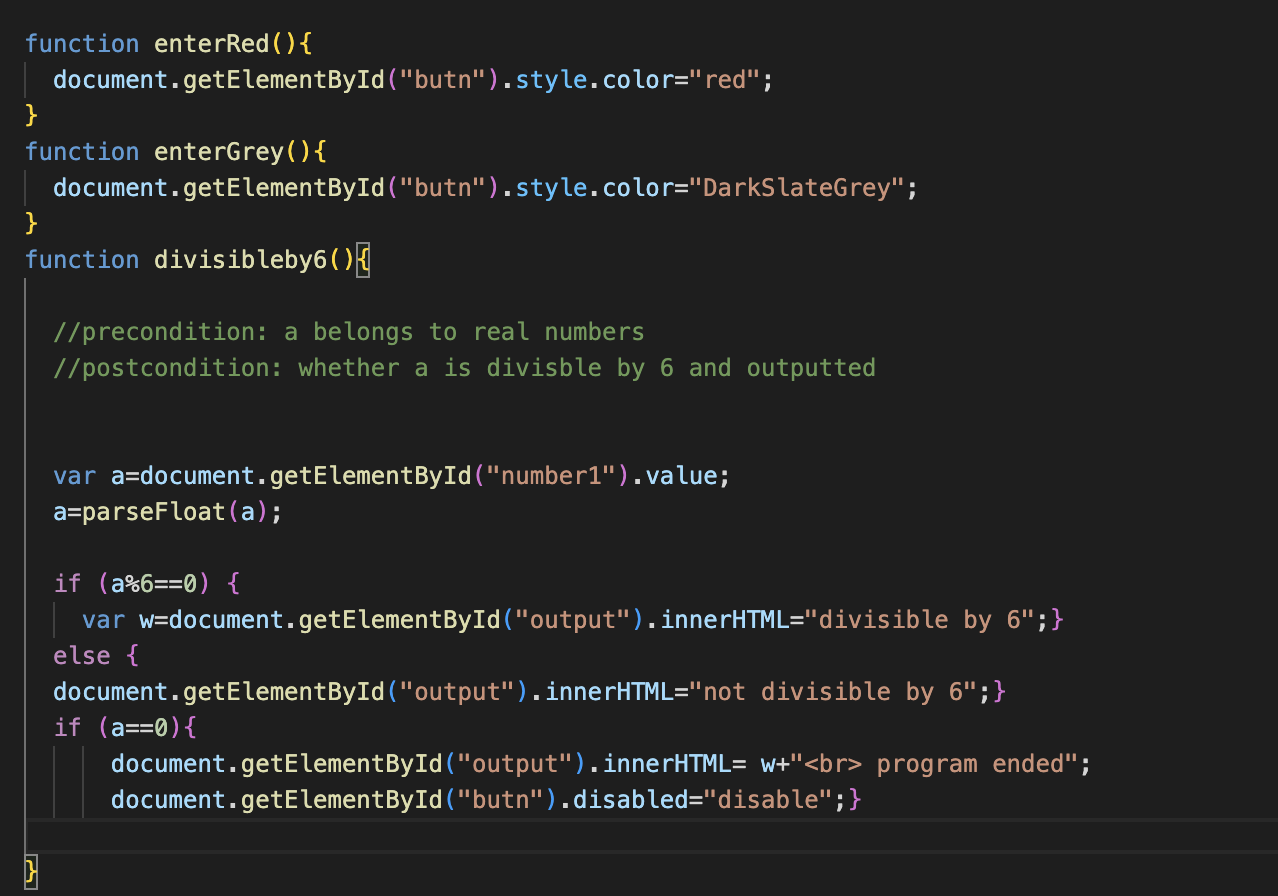 function enterRed(){
  document.getElementById("butn").style.color="red";
}
function enterGrey(){
  document.getElementById("butn").style.color="DarkSlateGrey";
}
function divisibleby6(){
  //precondition: a belongs to real numbers
  //postcondition: whether a is divisble by 6 and outputted
  var a=document.getElementById("number1").value;
  a=parseFloat(a);
  if (a%6==0) {
    var w=document.getElementById("output").innerHTML="divisible by 6";}
  else {
  document.getElementById("output").innerHTML="not divisible by 6";}
  if (a==0){
      document.getElementById("output").innerHTML= w+"<br> program ended";
      document.getElementById("butn").disabled="disable";}
}